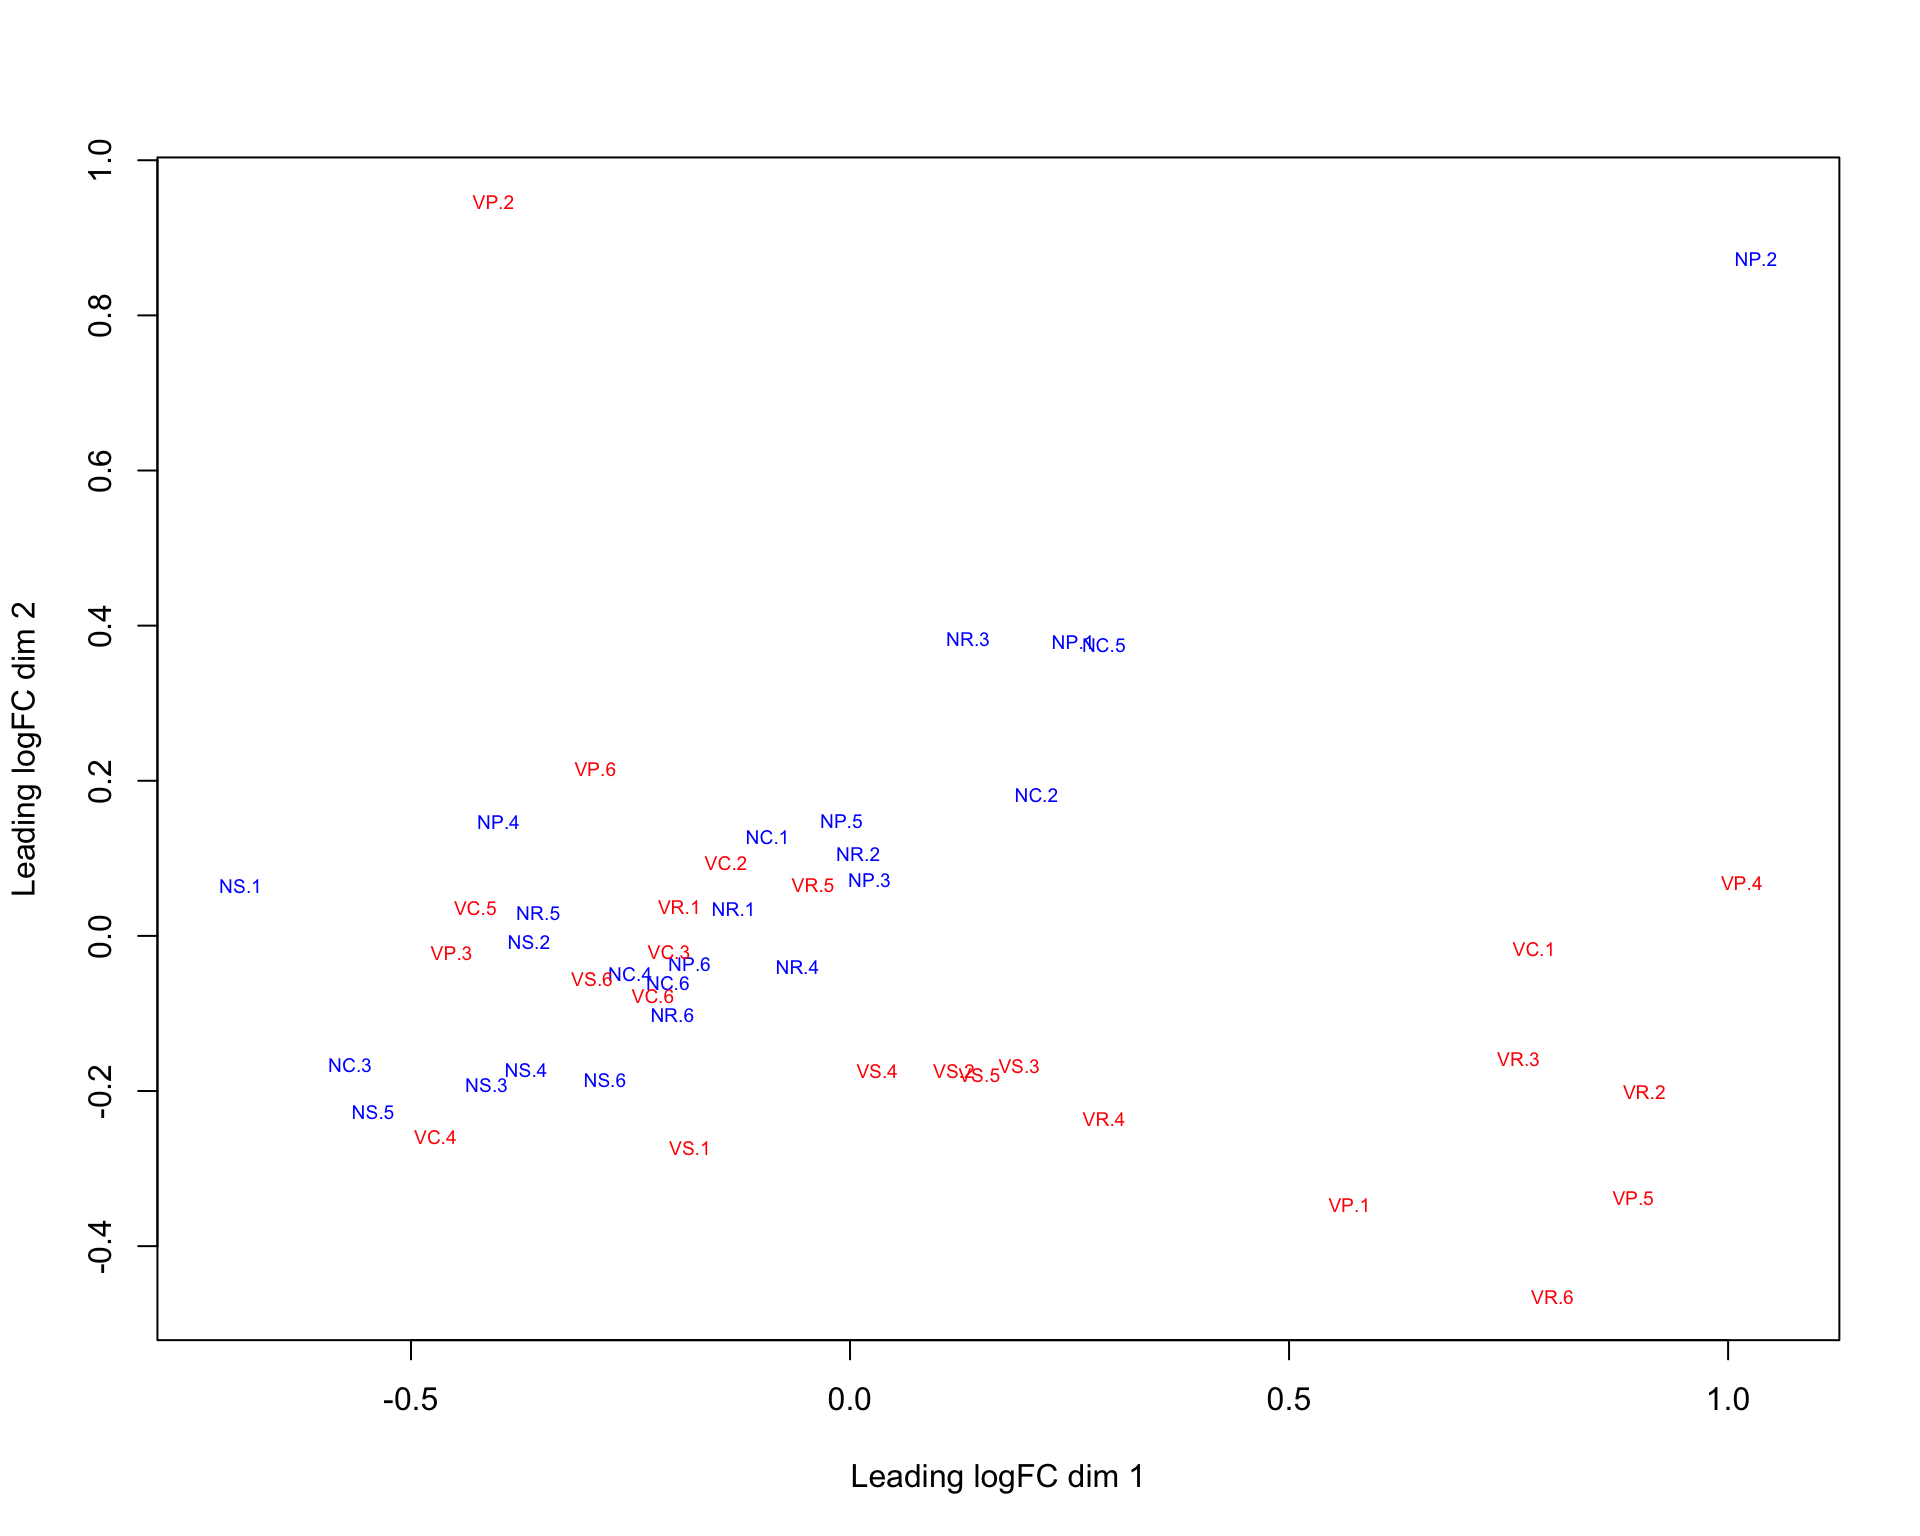 1.0
VP.2
NP.2
0.8
0.6
0.4
NR.3 NP.1 NC.5
VP.6
0.2
NC.2
NP.4 NP.5
NC.1
NR.2
VC.2
NP.3
VR.5
NS.1
VP.4
VC.5 VR.1 NR.1
NR.5
0.0
NS.2
VC.1
VP.3 VC.3
NP.6 NR.4
NC.4
VS.6 NC.6
VC.6
NR.6
VR.3
NC.3 VS.3
NS.4 VS.4 VS.2 VS.5
NS.6
NS.3
-0.2
VR.2
NS.5
VR.4
VC.4
VS.1
VP.5
VP.1
-0.4
VR.6
-0.5 0.0 0.5 1.0
Leading logFC dim 1
Leading logFC dim 2